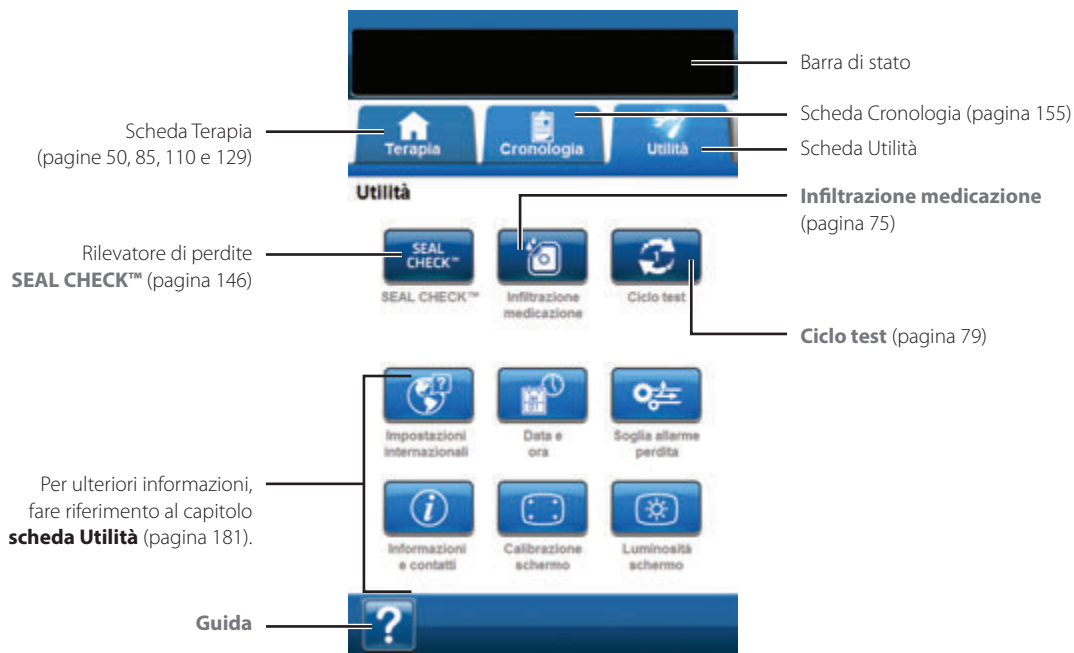 Barra di stato
Scheda Terapia
(pagine 50, 85, 110 e 129)
Terapia
Cronologia
Utilità
Scheda Cronologia (pagina 155)
Scheda Utilità
Utilità
Infiltrazione medicazione
(pagina 75)
Rilevatore di perdite
SEAL CHECK™ (pagina 146)
SEAL
CHECK™
1
SEAL CHECK™
Infiltrazione
medicazione
Ciclo test
Ciclo test (pagina 79)
?
Impostazioni
internazionali
Data e
ora
Soglia allarme
perdita
Per ulteriori informazioni,
fare riferimento al capitolo
scheda Utilità (pagina 181).
i
Informazioni
e contatti
Calibrazione
schermo
Luminosità
schermo
Guida
?